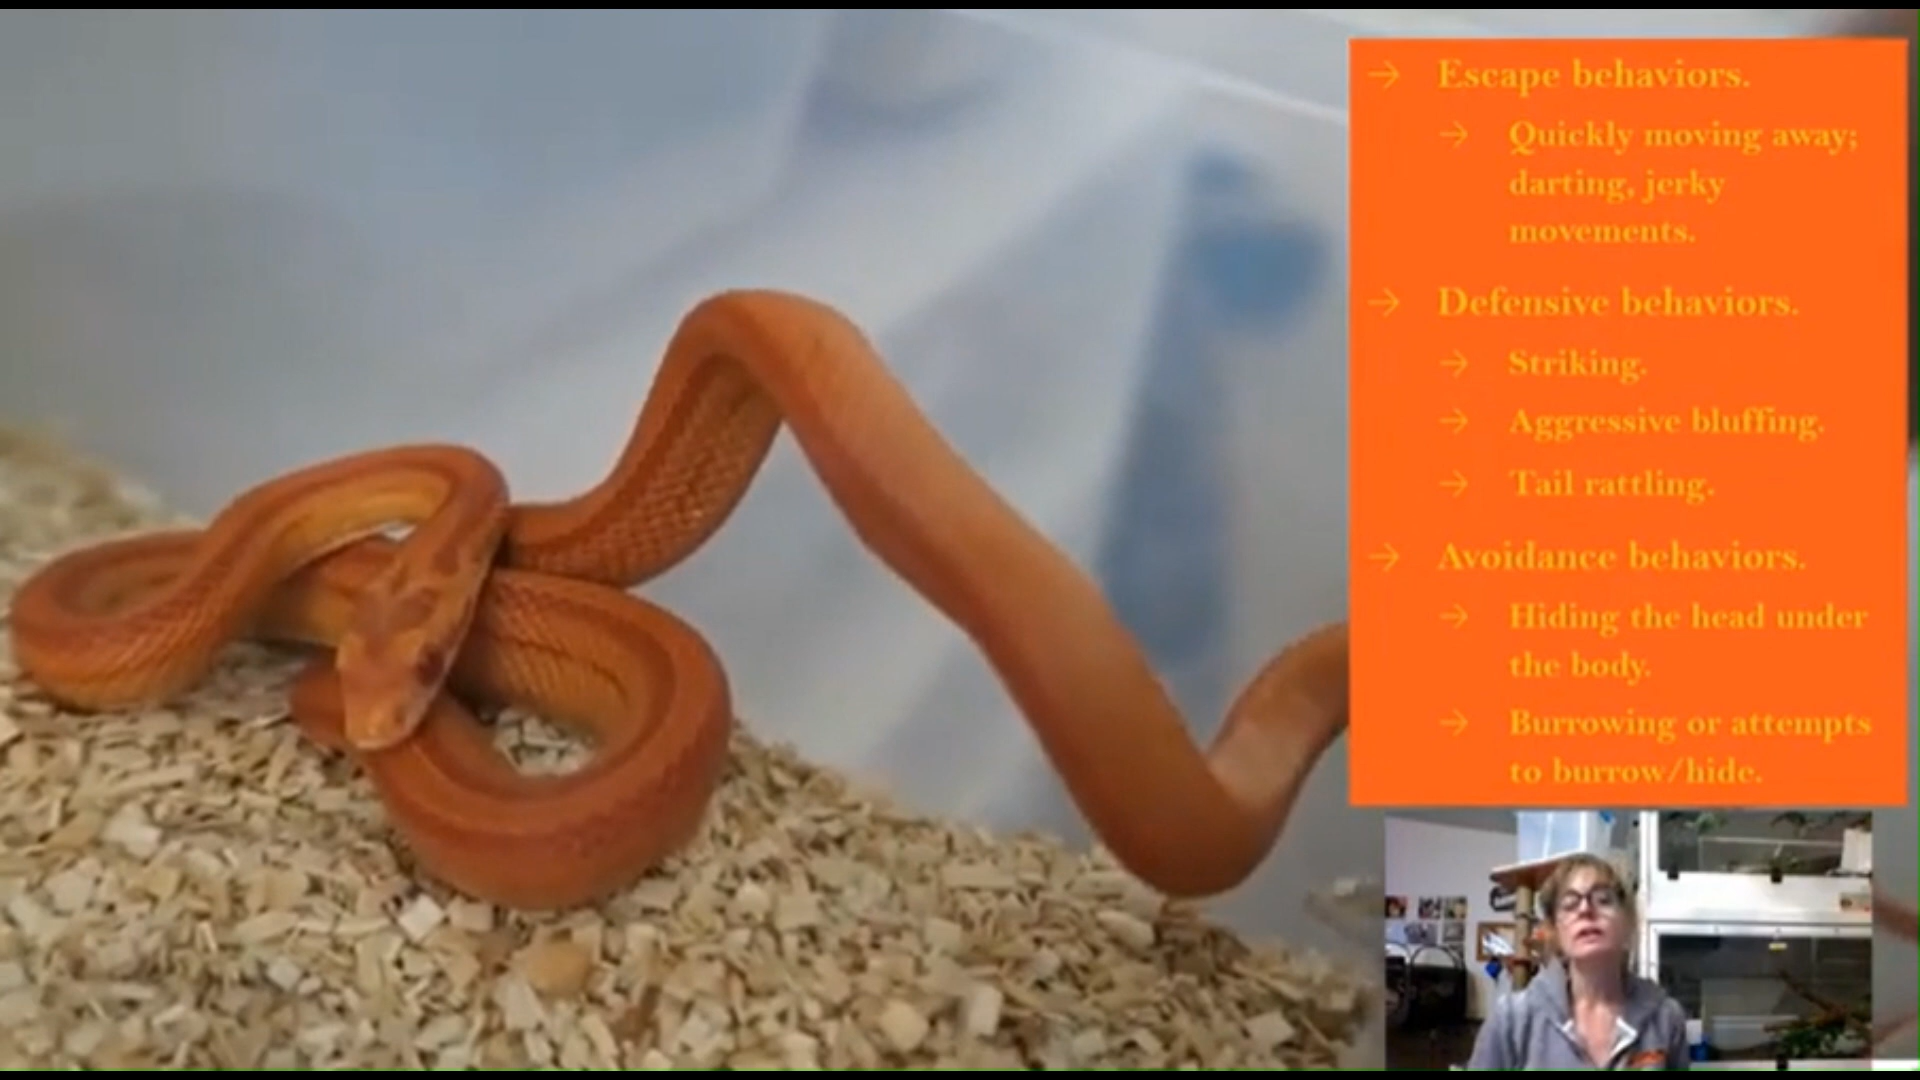 → Escape behaviors.
→ Quickly moving away;
darting, jerky
movements.
→ Defensive behaviors.
→ Striking.
→ Aggressive bluffing.
→ Tail rattling.
→ Avoidance behaviors.
→ Hiding the head under
the body.
→ Burrowing or attempts
to burrow/hide.